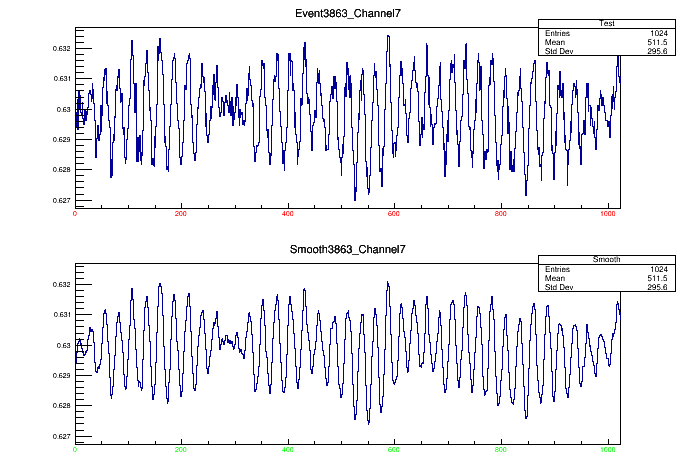 Event3863_Channel7
Test
Entries 1024
Mean 511.5
Std Dev 295.6
0.632
0.631
0.63
0.629
0.628
0.627
0 200 400 600 800 1000
Smooth3863_Channel7
Smooth
Entries 1024
Mean 511.5
Std Dev 295.6
0.632
0.631
0.63
0.629
0.628
0.627
0 200 400 600 800 1000